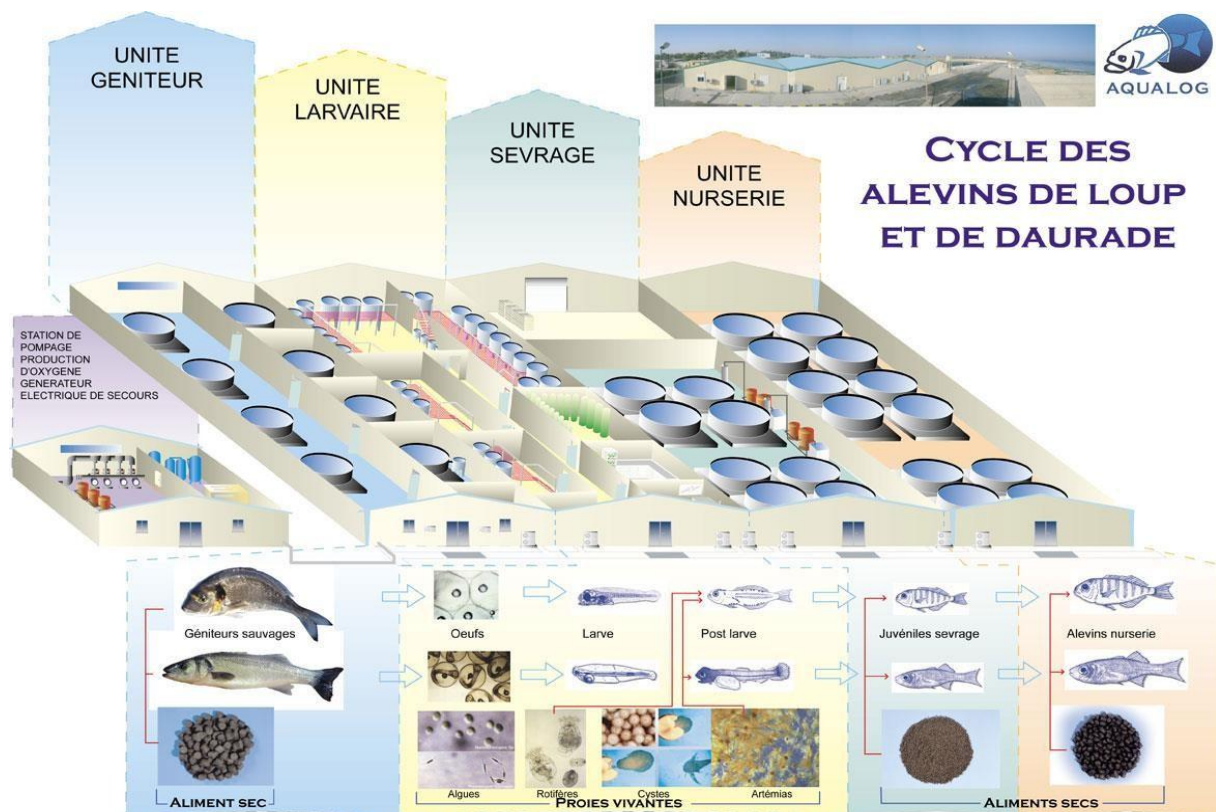 UNITE
GENITEUR
UNITE
LARVAIRE
UNITE
SEVRAGE
UNITE
NURSERIE
AQUALOG
CYCLE DES
ALEVINS DE LOUP
ET DE DAURADE
STATION DE
POMPAGE
PRODUCTION
D'OXYGENE
GENERATEUR
ELECTRIQUE DE SECOURS
Géniteurs sauvages
Oeufs
Larve
Post larve
Juvéniles sevrage
Alevins nurserie
Algues
Rotifères
Cystes
Artémias
ALIMENT SEC
PROIES VIVANTES
ALIMENTS SECS